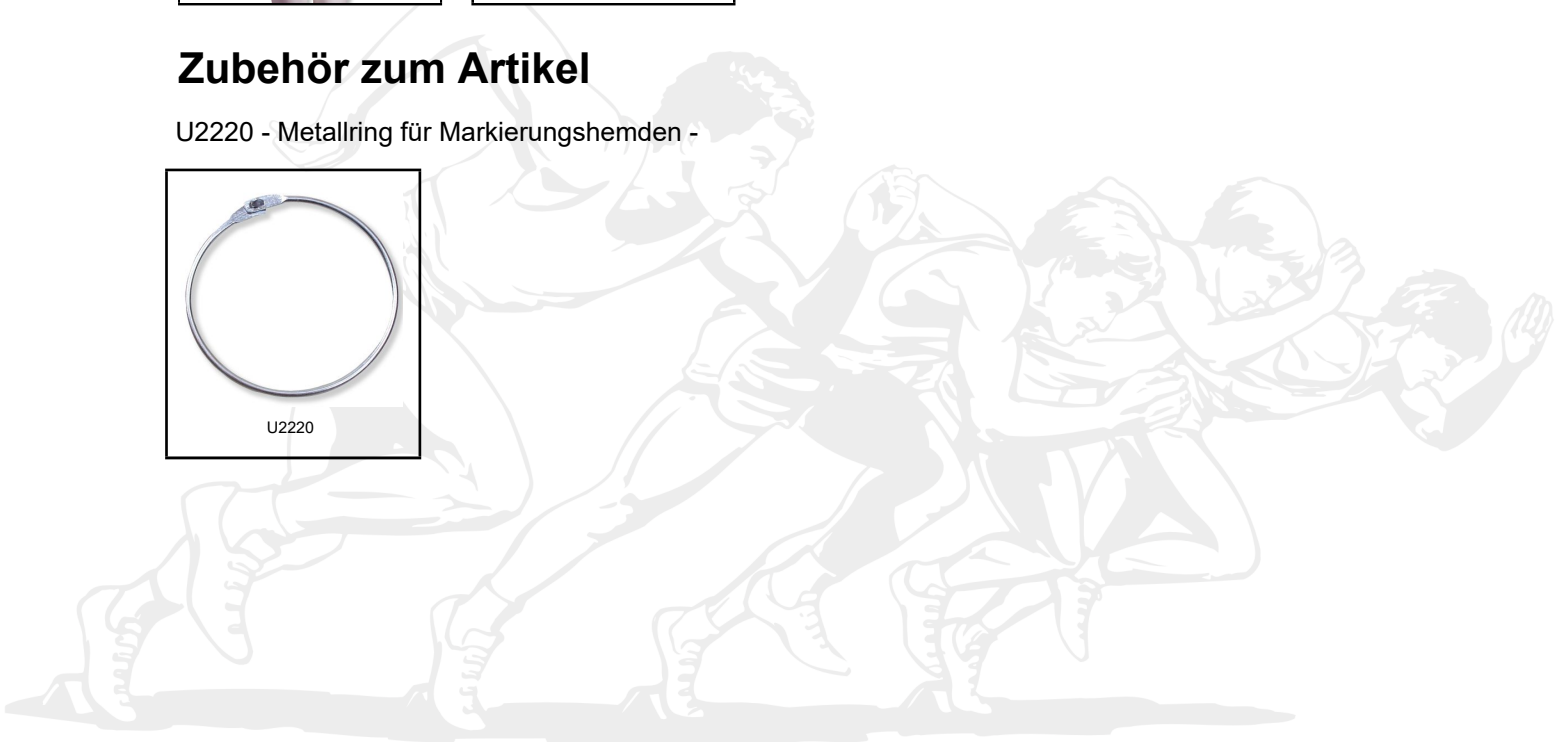 Zubehör zum Artikel
U2220 - Metallring für Markierungshemden -
U2220